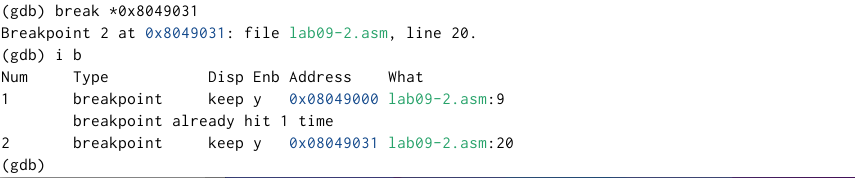 (gdb) break *0x8049031
Breakpoint 2 at 0x8049031: file lab09-2.asm, line 20.
(gdb) i b
Num     Type           Disp Enb Address    What
1       breakpoint     keep y   0x08049000 lab09-2.asm:9
        breakpoint already hit 1 time
2       breakpoint     keep y   0x08049031 lab09-2.asm:20
(gdb)